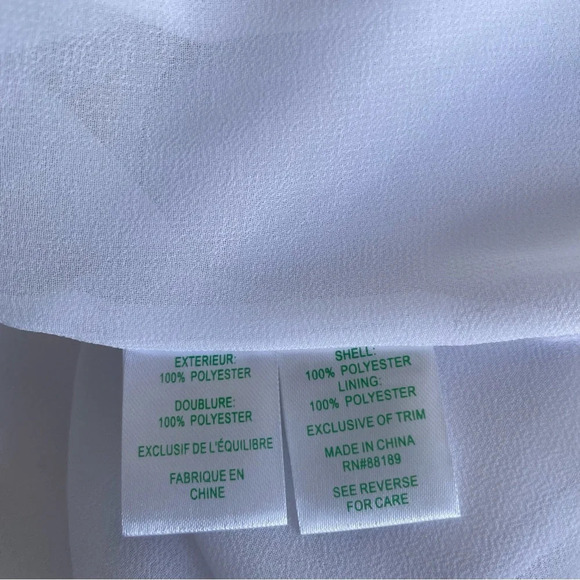 EXTERIEUR:
100% POLYESTER
DOUBLURE:
100% POLYESTER
EXCLUSIF DE L'ÉQUILIBRE
FABRIQUE EN
CHINE
SHELL:
100% POLYESTER
LINING:
100% POLYESTER
EXCLUSIVE OF TRIM
MADE IN CHINA
RN#88189
SEE REVERSE
FOR CARE